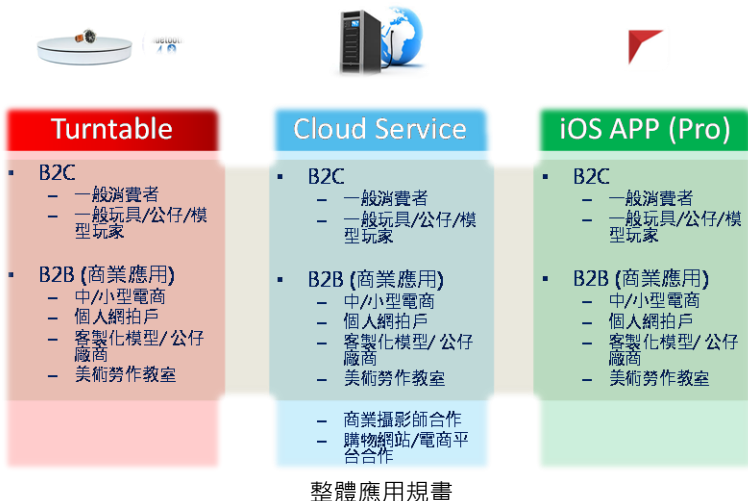 4.0
Turntable
B2C
– 一般消費者
– 一般玩具/公仔/模
型玩家
B2B (商業應用)
– 中/小型電商
– 個人網拍戶
– 客製化模型/ 公仔
廠商
– 美術勞作教室
Cloud Service
B2C
– 一般消費者
– 一般玩具/公仔/模
型玩家
B2B (商業應用)
– 中/小型電商
– 個人網拍戶
– 客製化模型/ 公仔
廠商
– 美術勞作教室
– 商業攝影師合作
– 購物網站/電商平
台合作
iOS APP (Pro)
B2C
– 一般消費者
– 一般玩具/公仔/模
型玩家
B2B (商業應用)
– 中/小型電商
– 個人網拍戶
– 客製化模型/ 公仔
廠商
– 美術勞作教室
整體應用規畫